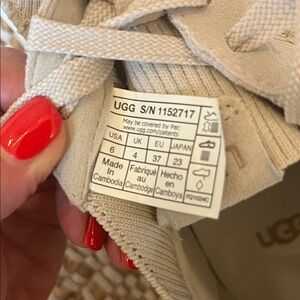 UGG S/N 1152717
May be covered by Pat:
www.ugg.com/patents
USA UK EU JAPAN
6 4 37 23
Made in Cambodia
Fabriqué au Cambodge
Hecho en Camboya
UGG